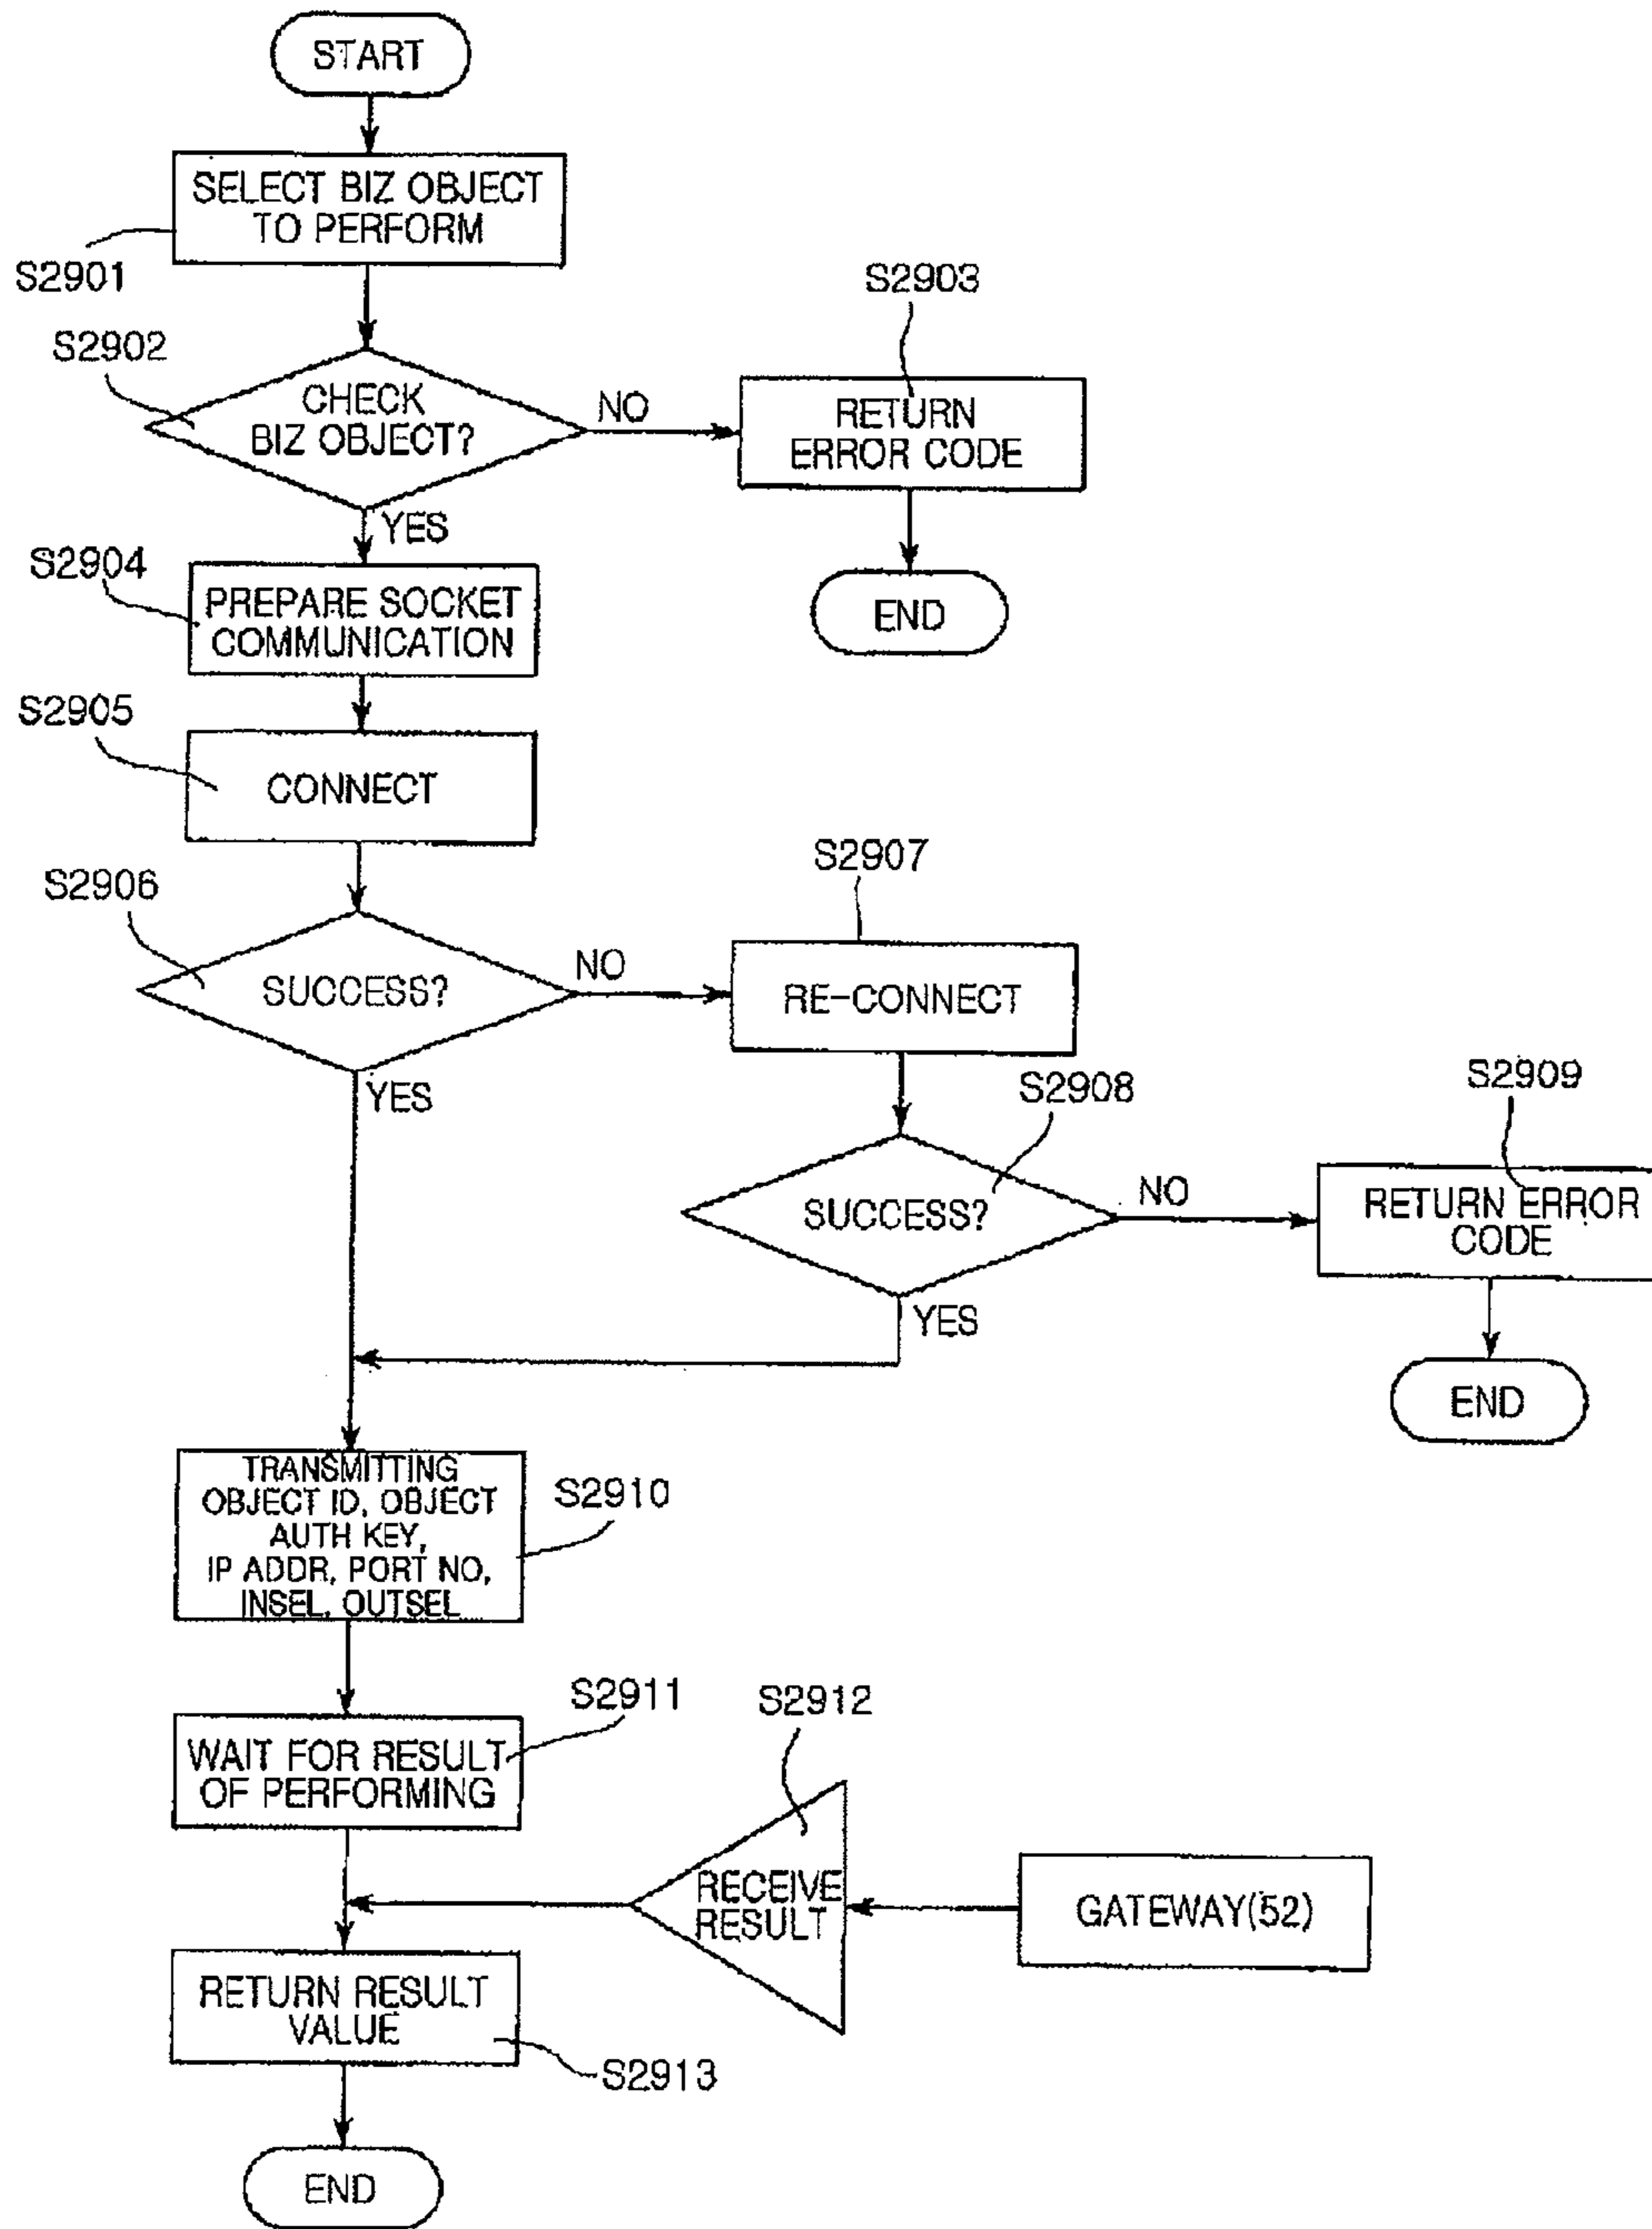 START
SELECT BIZ OBJECT
TO PERFORM
S2901
S2903
S2902
CHECK
BIZ OBJECT?
NO
RETURN
ERROR CODE
YES
S2904
PREPARE SOCKET
COMMUNICATION
END
S2905
CONNECT
S2907
S2906
SUCCESS?
NO
RE-CONNECT
YES
S2908
S2909
SUCCESS?
NO
RETURN ERROR
CODE
YES
END
TRANSMITTING
OBJECT ID, OBJECT
AUTH KEY,
IP ADDR, PORT NO,
INSEL, OUTSEL
S2910
S2911
S2912
WAIT FOR RESULT
OF PERFORMING
RECEIVE
RESULT
GATEWAY(52)
RETURN RESULT
VALUE
S2913
END